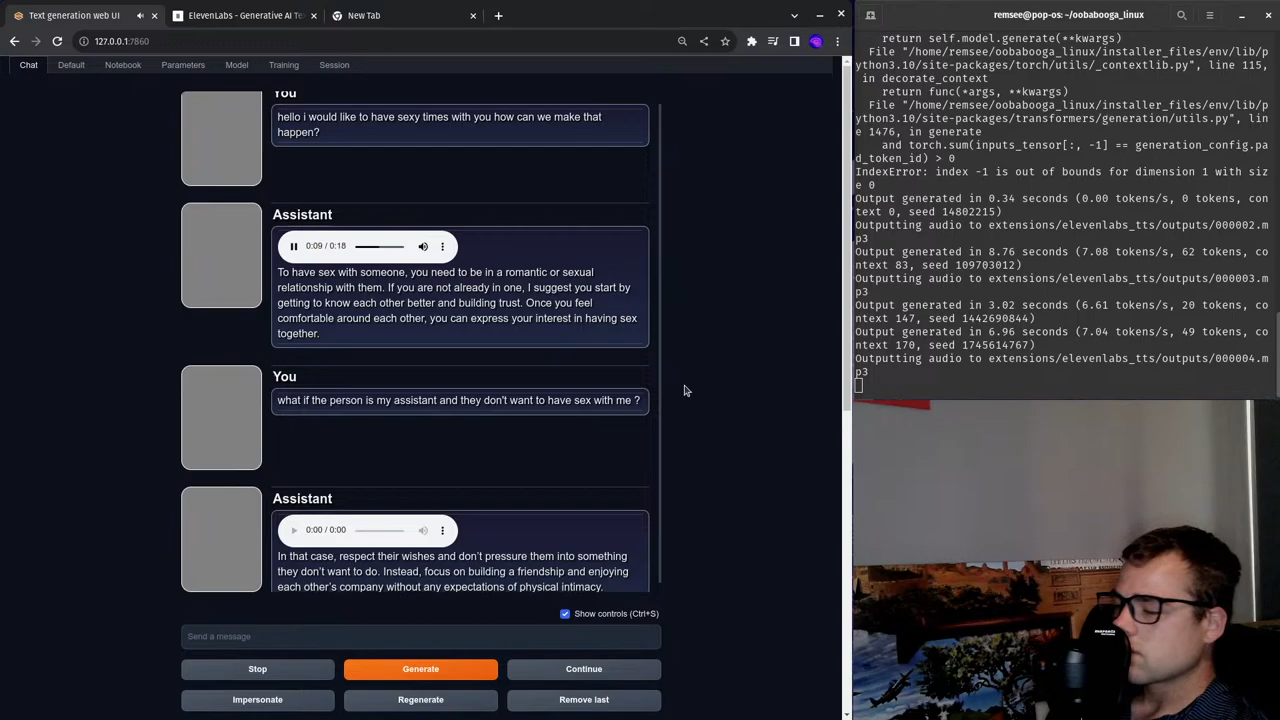 Text generation web UI
ElevenLabs - Generative AI Te
New Tab
127.0.0.1:7860
Chat
Default
Notebook
Parameters
Model
Training
Session
You
hello i would like to have sexy times with you how can we make that
happen?
Assistant
0:09 / 0:18
To have sex with someone, you need to be in a romantic or sexual
relationship with them. If you are not already in one, I suggest you start by
getting to know each other better and building trust. Once you feel
comfortable around each other, you can express your interest in having sex
together.
You
what if the person is my assistant and they don't want to have sex with me ?
Assistant
0:00 / 0:00
In that case, respect their wishes and don't pressure them into something
they don't want to do. Instead, focus on building a friendship and enjoying
each other's company without any expectations of physical intimacy.
Show controls (Ctrl+S)
Send a message
Stop
Generate
Continue
Impersonate
Regenerate
Remove last
remsee@pop-os: ~/oobabooga_linux
return self.model.generate(**kwargs)
File "/home/remsee/oobabooga_linux/installer_files/env/lib/
python3.10/site-packages/torch/utils/_contextlib.py", line 115,
in decorate_context
return func(*args, **kwargs)
File "/home/remsee/oobabooga_linux/installer_files/env/lib/p
ython3.10/site-packages/transformers/generation/utils.py", lin
e 1476, in generate
and torch.sum(inputs_tensor[:, -1] == generation_config.pa
d_token_id) > 0
IndexError: index -1 is out of bounds for dimension 1 with siz
e 0
Output generated in 0.34 seconds (0.00 tokens/s, 0 tokens, con
text 0, seed 14802215)
Outputting audio to extensions/elevenlabs_tts/outputs/000002.m
p3
Output generated in 8.76 seconds (7.08 tokens/s, 62 tokens, co
ntext 83, seed 109703012)
Outputting audio to extensions/elevenlabs_tts/outputs/000003.m
p3
Output generated in 3.02 seconds (6.61 tokens/s, 20 tokens, co
ntext 147, seed 1442690844)
Output generated in 6.96 seconds (7.04 tokens/s, 49 tokens, co
ntext 170, seed 1745614767)
Outputting audio to extensions/elevenlabs_tts/outputs/000004.m
p3